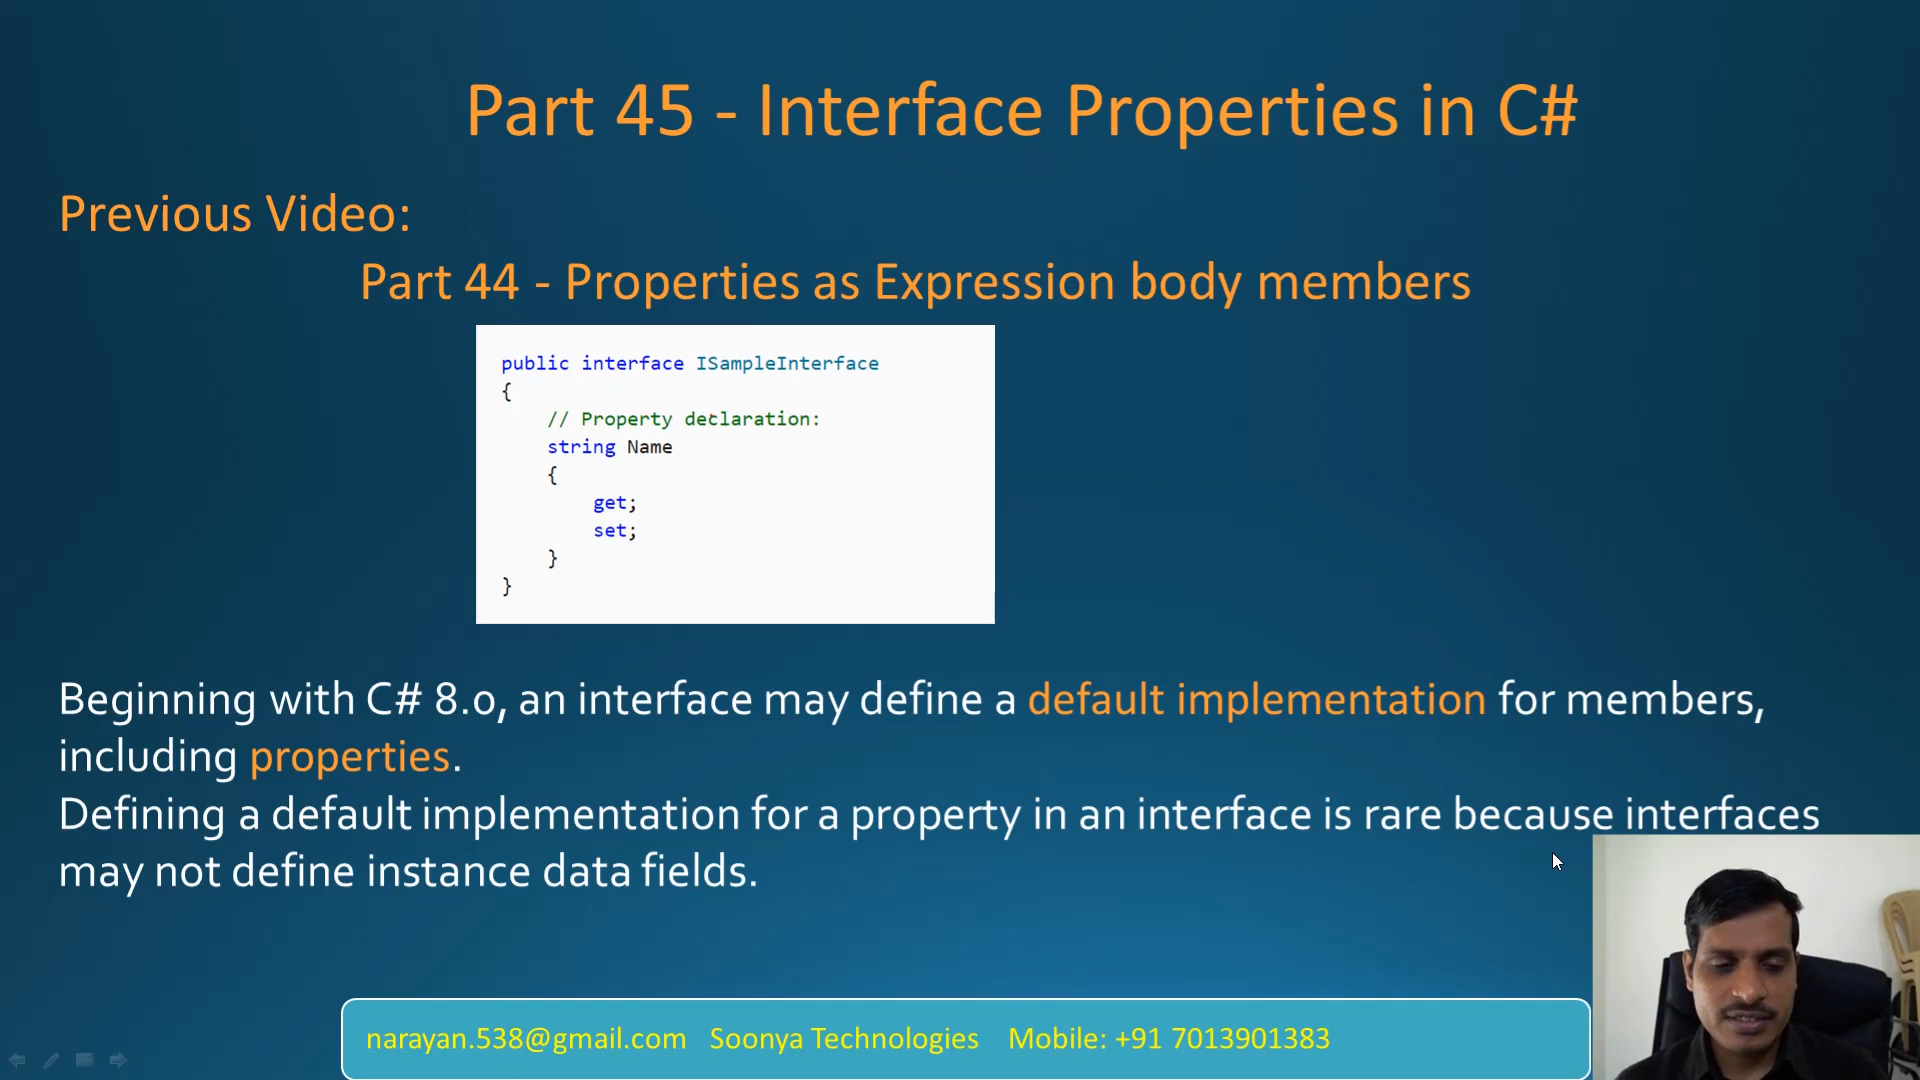 Part 45 - Interface Properties in C#
Previous Video:
Part 44 - Properties as Expression body members
public interface ISampleInterface
{
// Property declaration:
string Name
{
get;
set;
}
}
Beginning with C# 8.0, an interface may define a default implementation for members,
including properties.
Defining a default implementation for a property in an interface is rare because interfaces
may not define instance data fields.
narayan.538@gmail.com Soonya Technologies Mobile: +91 7013901383